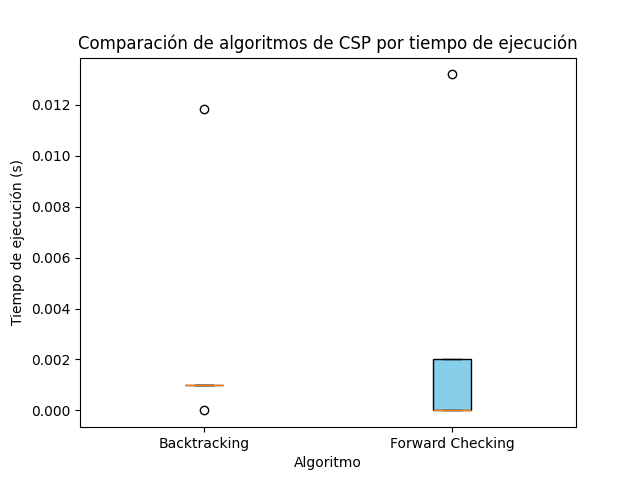 Comparación de algoritmos de CSP por tiempo de ejecución
Tiempo de ejecución (s)
0.012
0.010
0.008
0.006
0.004
0.002
0.000
Backtracking
Forward Checking
Algoritmo